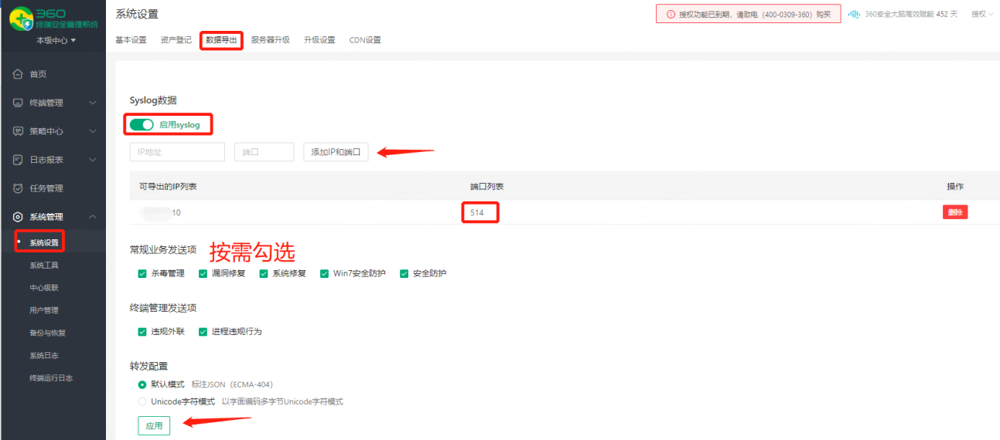 360
终端安全管理系统
本级中心
系统设置
授权功能已到期，请致电（400-0309-360）购买
360安全大脑高效赋能 452 天
授权
基本设置 资产登记 数据导出 服务器升级 升级设置 CDN设置
首页
终端管理
策略中心
日志报表
任务管理
系统管理
系统设置
系统工具
中心级联
用户管理
备份与恢复
系统日志
终端运行日志
Syslog数据
启用syslog
IP地址 端口 添加IP和端口
可导出的IP列表 端口列表 操作
10 514 删除
常规业务发送项 按需勾选
杀毒管理 漏洞修复 系统修复 Win7安全防护 安全防护
终端管理发送项
违规外联 进程违规行为
转发配置
默认模式 标注JSON（ECMA-404）
Unicode字符模式 以字面编码多字节Unicode字符模式
应用